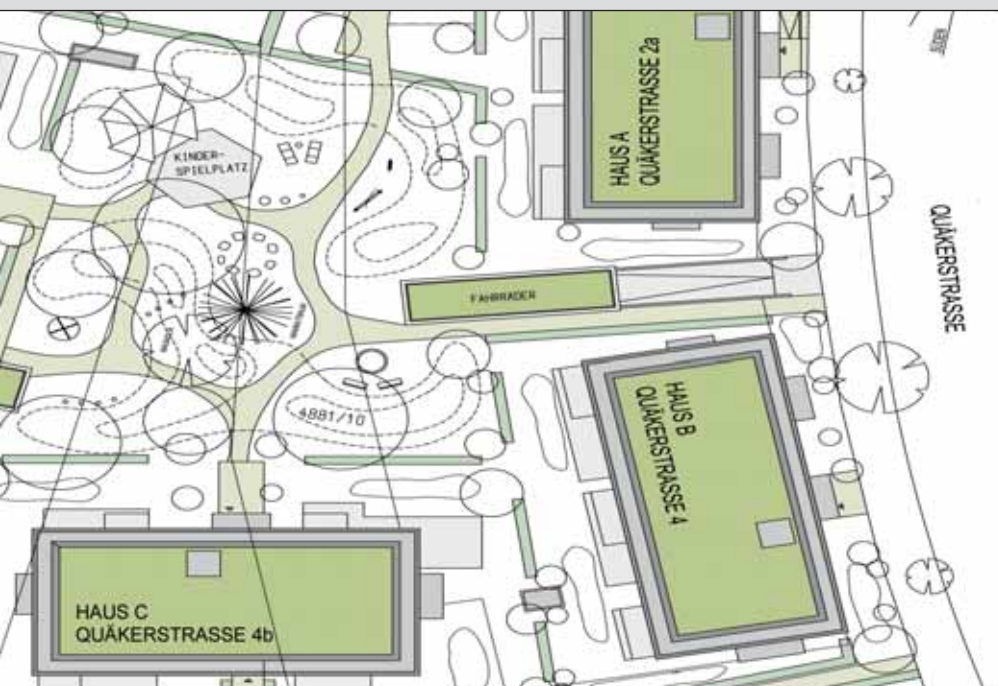 HAUS A
QUÄKERSTRASSE 2a
KINDER-
SPIELPLATZ
QUÄKERSTRASSE
FAHRRÄDER
HAUS B
QUÄKERSTRASSE 4
4881/10
HAUS C
QUÄKERSTRASSE 4b